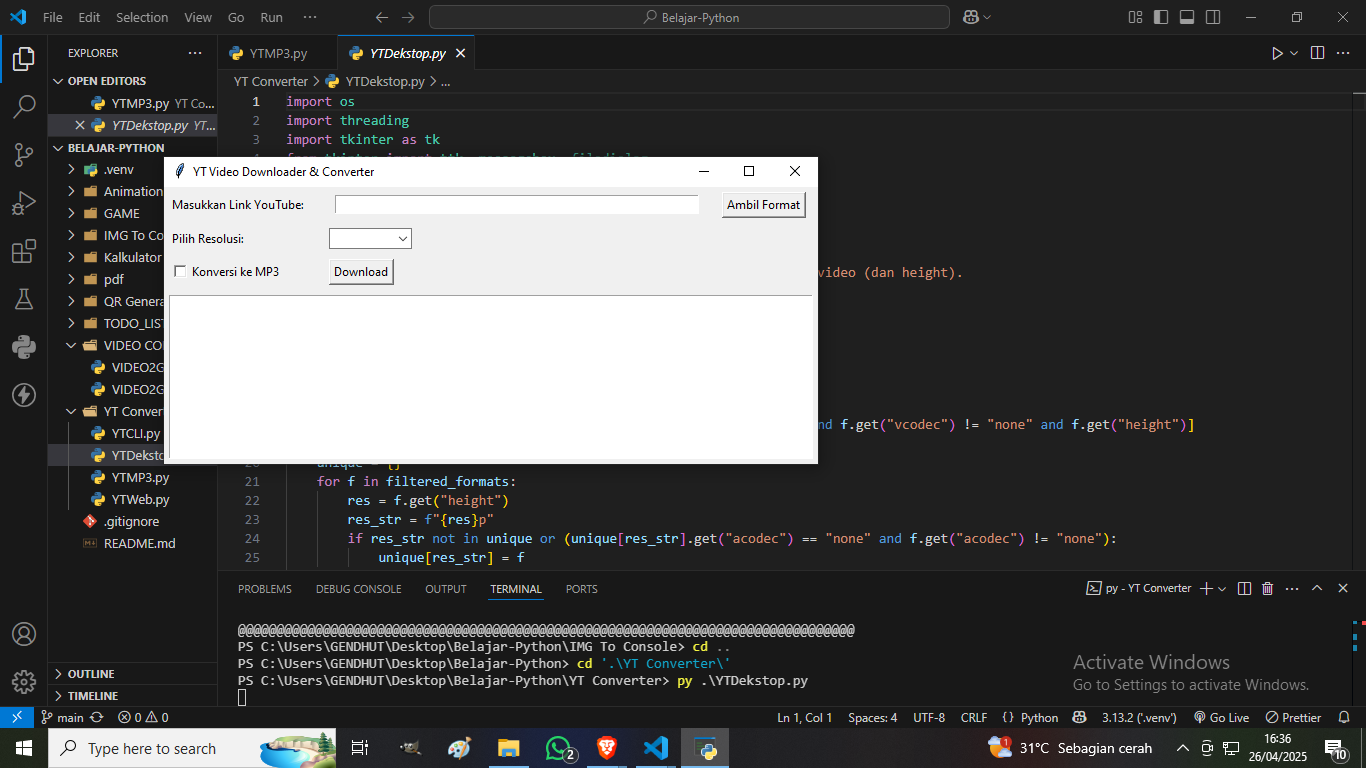 File Edit Selection View Go Run ···
Belajar-Python
EXPLORER
OPEN EDITORS
YTMP3.py YT Co...
YTDekstop.py YT...
BELAJAR-PYTHON
.venv
Animation
GAME
IMG To Co
Kalkulator
pdf
QR Genera
TODO_LIST
VIDEO CO
VIDEO2G
VIDEO2G
YT Conver
YTCLI.py
YTDeksto
YTMP3.py
YTWeb.py
.gitignore
README.md
OUTLINE
TIMELINE
YTMP3.py
YTDekstop.py
YT Converter > YTDekstop.py > ...
1 import os
2 import threading
3 import tkinter as tk
YT Video Downloader & Converter
Masukkan Link YouTube:
Ambil Format
Pilih Resolusi:
Konversi ke MP3
Download
video (dan height).
nd f.get("vcodec") != "none" and f.get("height")]
20 unique = {}
21 for f in filtered_formats:
22 res = f.get("height")
23 res_str = f"{res}p"
24 if res_str not in unique or (unique[res_str].get("acodec") == "none" and f.get("acodec") != "none"):
25 unique[res_str] = f
PROBLEMS DEBUG CONSOLE OUTPUT TERMINAL PORTS
py - YT Converter
PS C:\Users\GENDHUT\Desktop\Belajar-Python\IMG To Console> cd ..
PS C:\Users\GENDHUT\Desktop\Belajar-Python> cd '.\YT Converter\'
PS C:\Users\GENDHUT\Desktop\Belajar-Python\YT Converter> py .\YTDekstop.py
Activate Windows
Go to Settings to activate Windows.
main 0 0
Ln 1, Col 1 Spaces: 4 UTF-8 CRLF {} Python 3.13.2 ('.venv') Go Live Prettier
Type here to search
2
31°C Sebagian cerah
16:36
26/04/2025
10